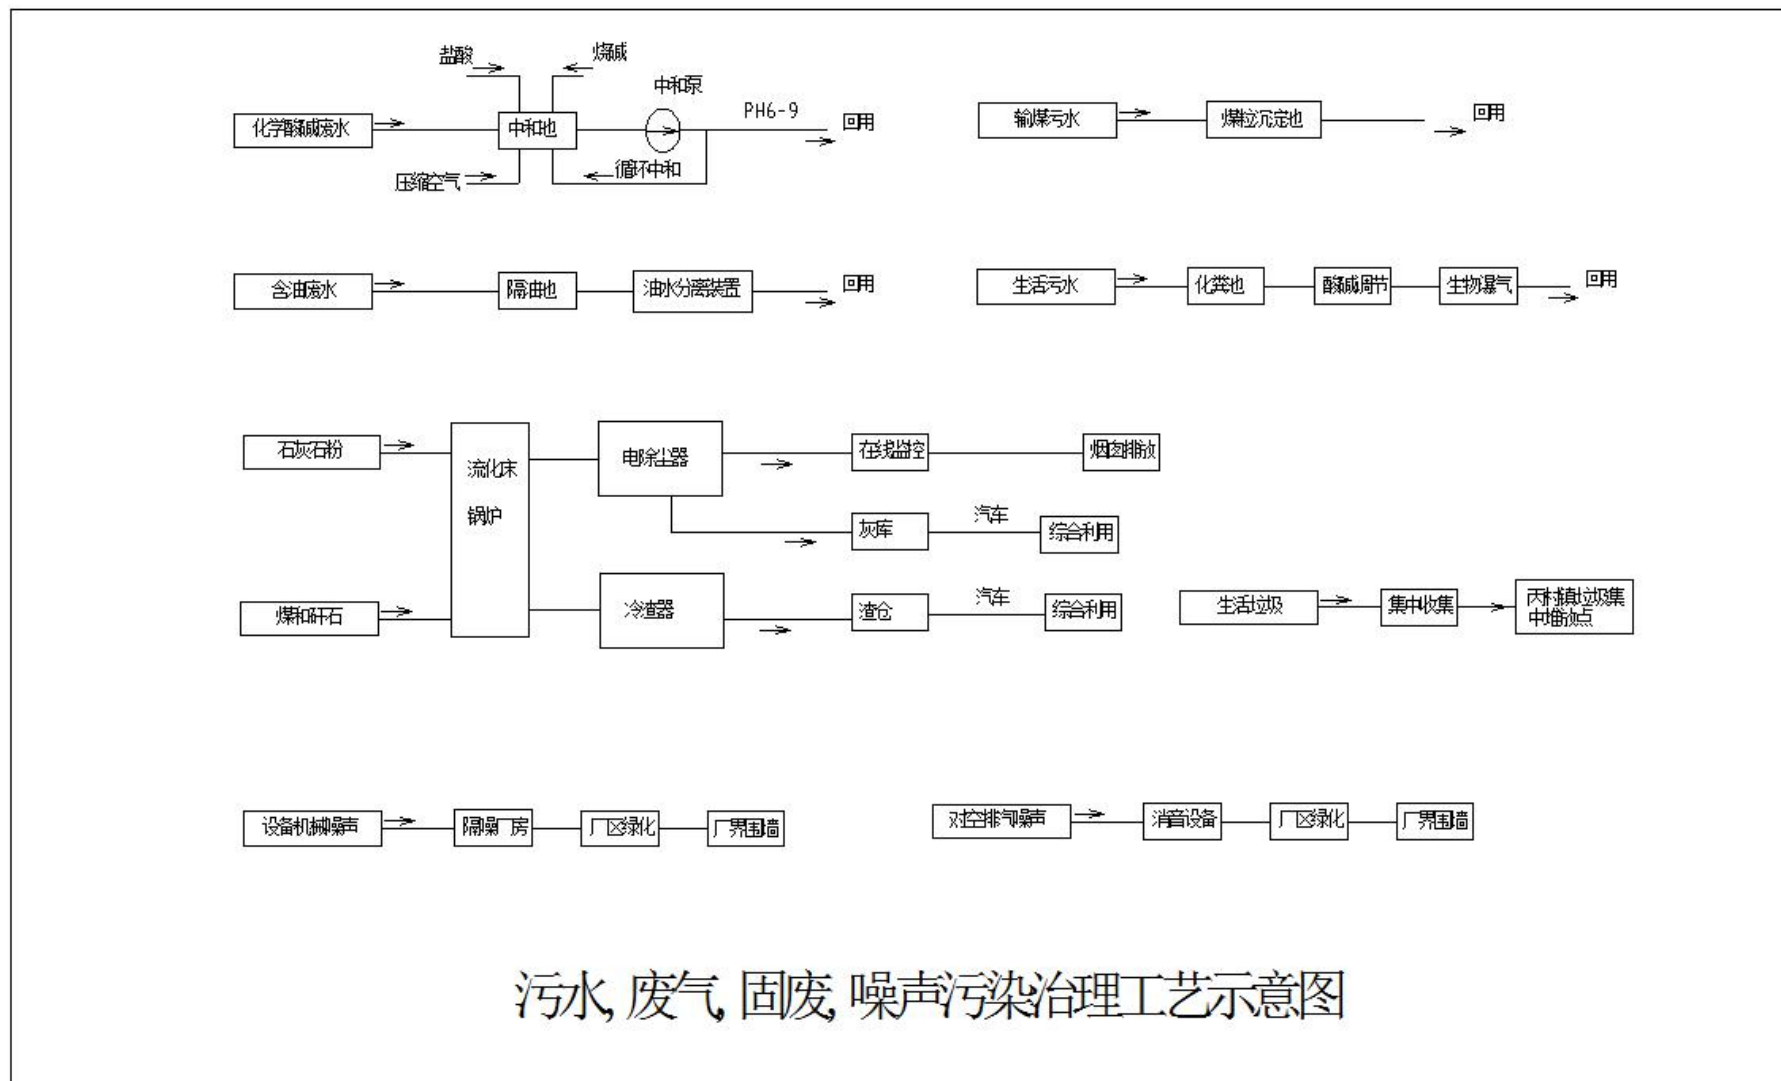 盐酸
烧碱
中和泵
化学酸碱废水
中和池
PH6-9
回用
压缩空气
循环中和
输煤污水
煤粒沉定池
回用
含油废水
隔油池
油水分离装置
回用
生活污水
化粪池
酸碱调节
生物瀑气
回用
石灰石粉
流化床
锅炉
电除尘器
在线监控
烟囱排放
灰库
汽车
综合利用
煤和矸石
冷渣器
渣仓
汽车
综合利用
生活垃圾
集中收集
丙村镇垃圾集
中堆放点
设备机械噪声
隔噪厂房
厂区绿化
厂界围墙
对空排气噪声
消音设备
厂区绿化
厂界围墙
污水,废气,固废,噪声污染治理工艺示意图